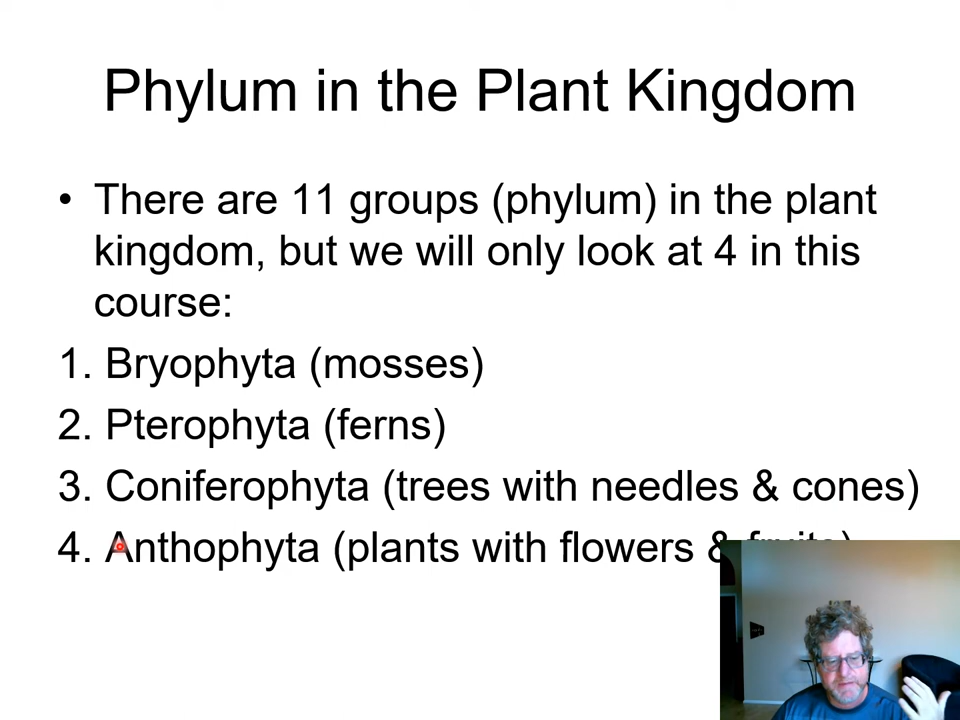 Phylum in the Plant Kingdom
• There are 11 groups (phylum) in the plant
kingdom, but we will only look at 4 in this
course:
1. Bryophyta (mosses)
2. Pterophyta (ferns)
3. Coniferophyta (trees with needles & cones)
4. Anthophyta (plants with flowers & fruits)